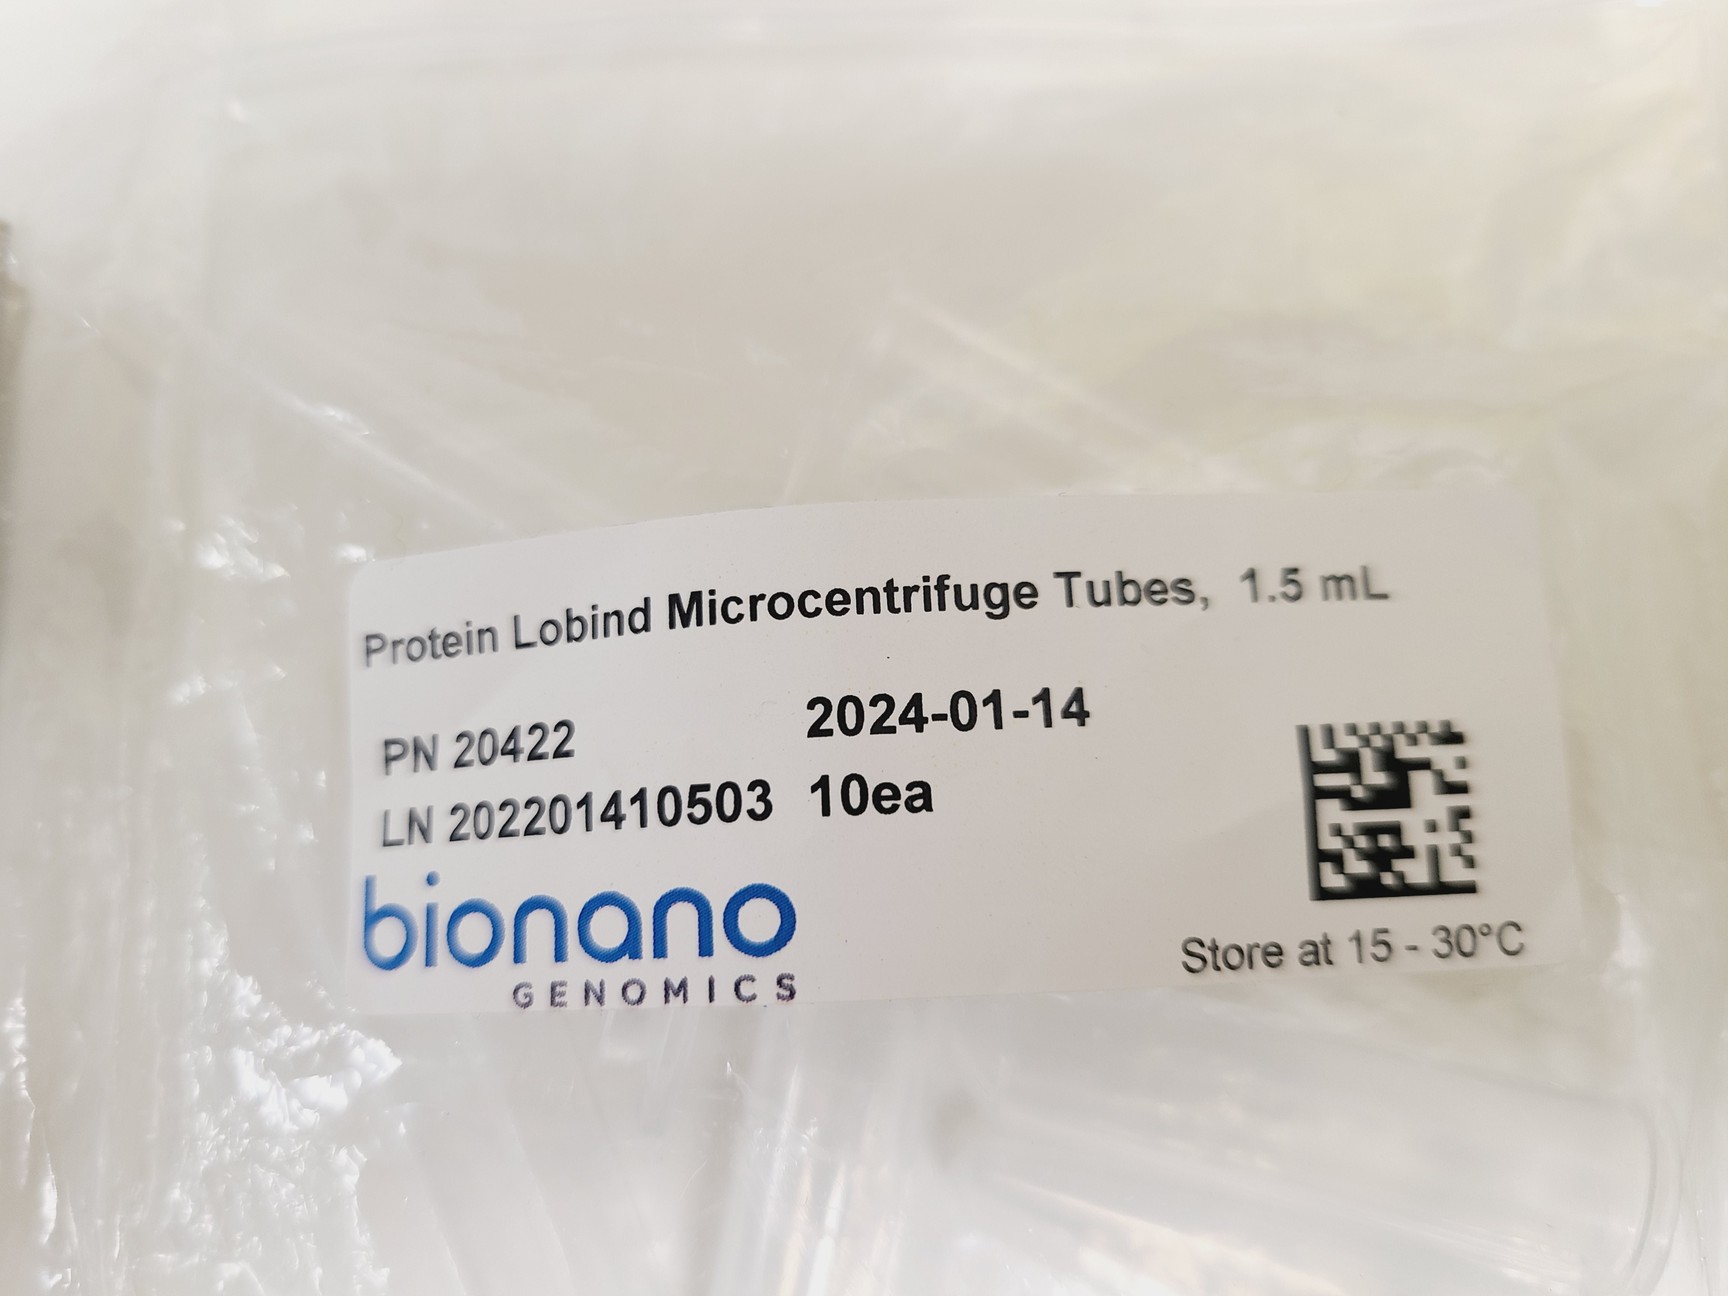 Protein Lobind Microcentrifuge Tubes, 1.5 mL
PN 20422 2024-01-14
LN 202201410503 10ea
bionano
GENOMICS
Store at 15 - 30°C